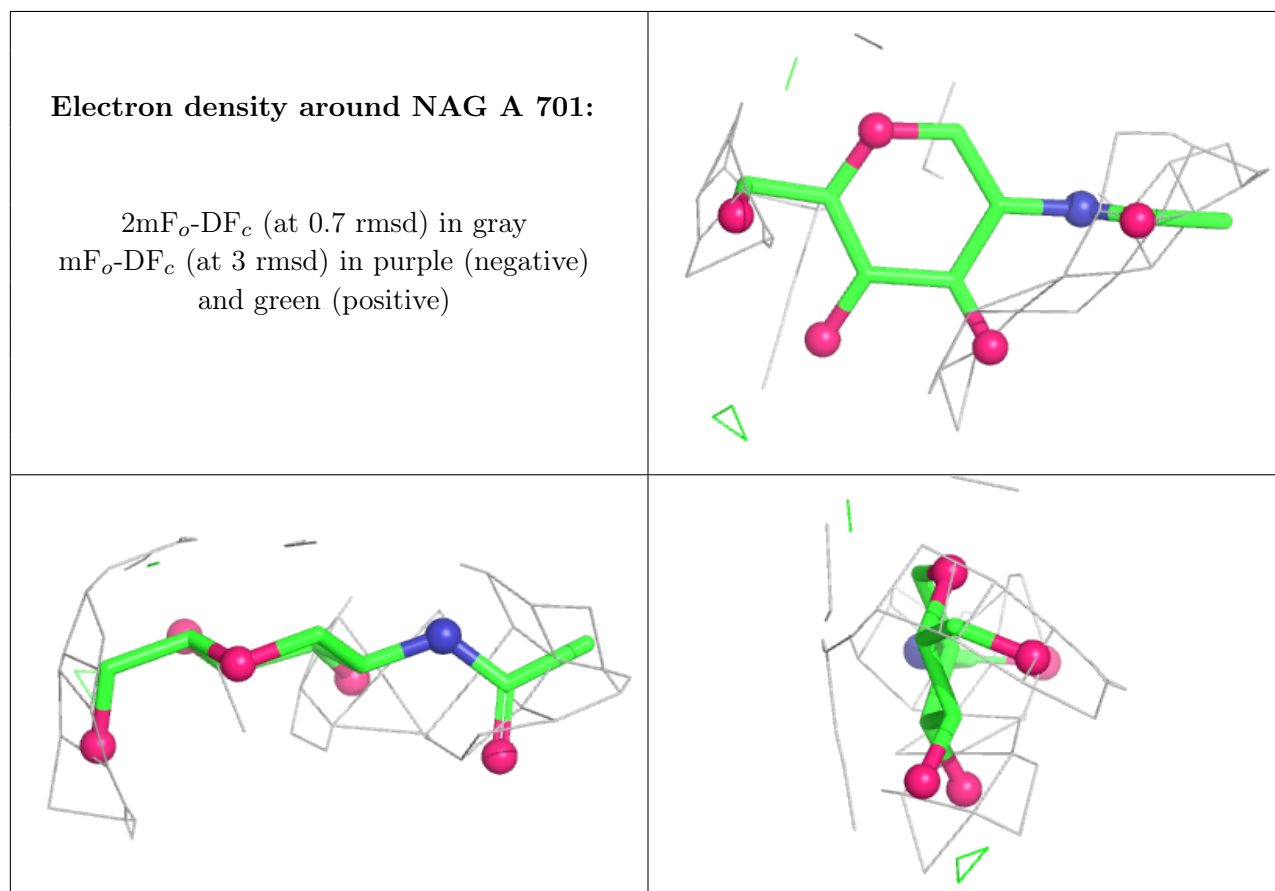 Electron density around NAG A 701:
2mFₒ-DF𝒸 (at 0.7 rmsd) in gray
mFₒ-DF𝒸 (at 3 rmsd) in purple (negative)
and green (positive)